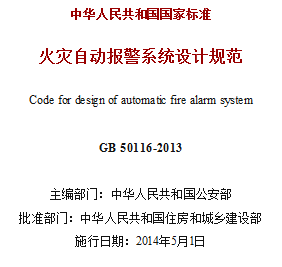 中华人民共和国国家标准
火灾自动报警系统设计规范
Code for design of automatic fire alarm system
GB 50116-2013
主编部门：中华人民共和国公安部
批准部门：中华人民共和国住房和城乡建设部
施行日期：2014年5月1日